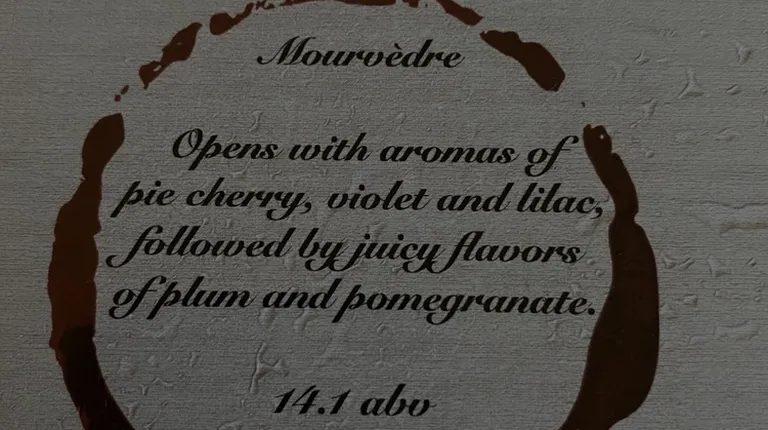 Mourvèdre
Opens with aromas of
pie cherry, violet and lilac,
followed by juicy flavors
of plum and pomegranate.
14.1 abv